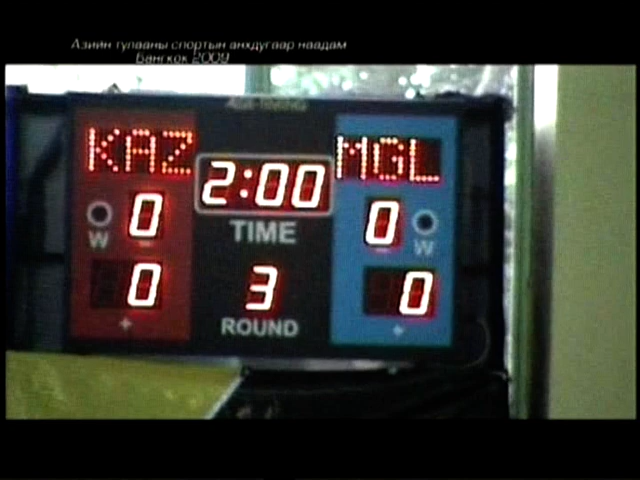 Азийн тулааны спортын анхдугаар наадам
Бангкок 2009
KAZ MGL
2:00
0 0
W TIME W
0 3 0
+ ROUND +